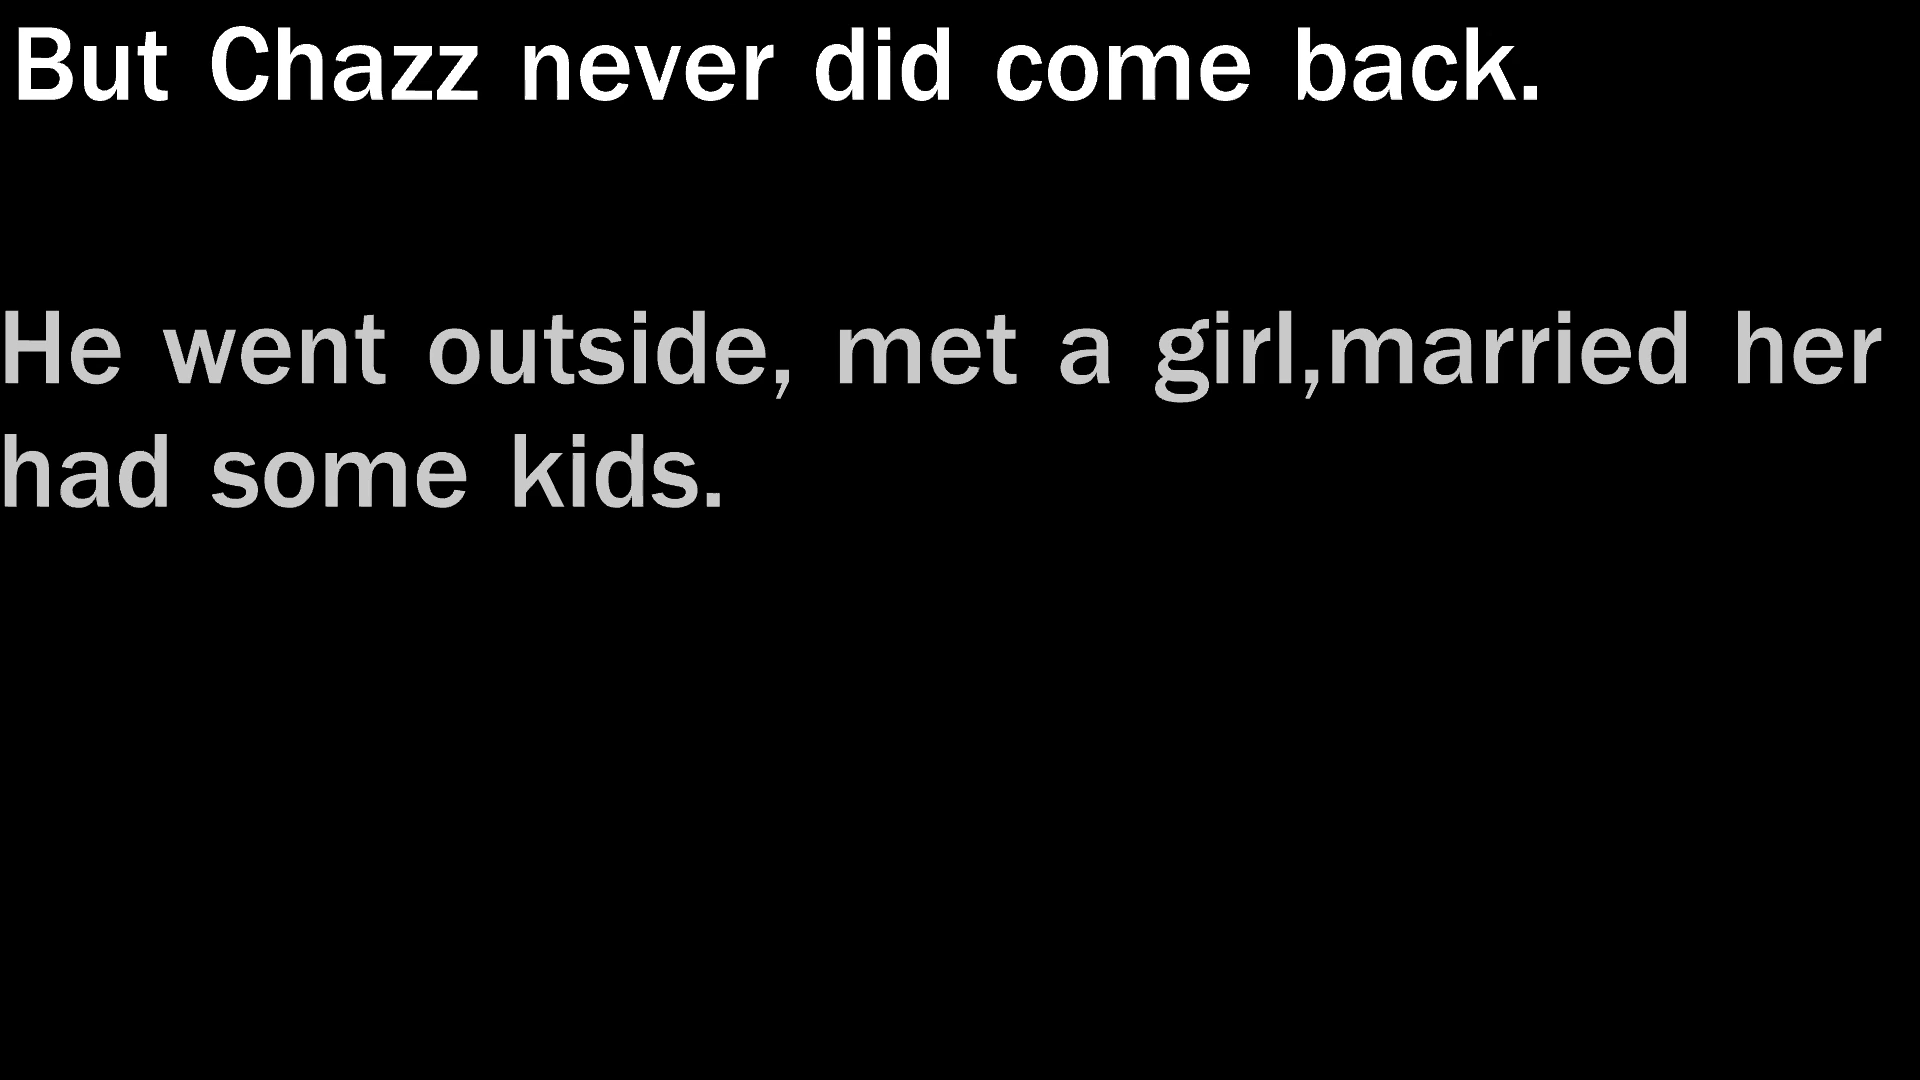 But Chazz never did come back.
He went outside, met a girl,married her
had some kids.